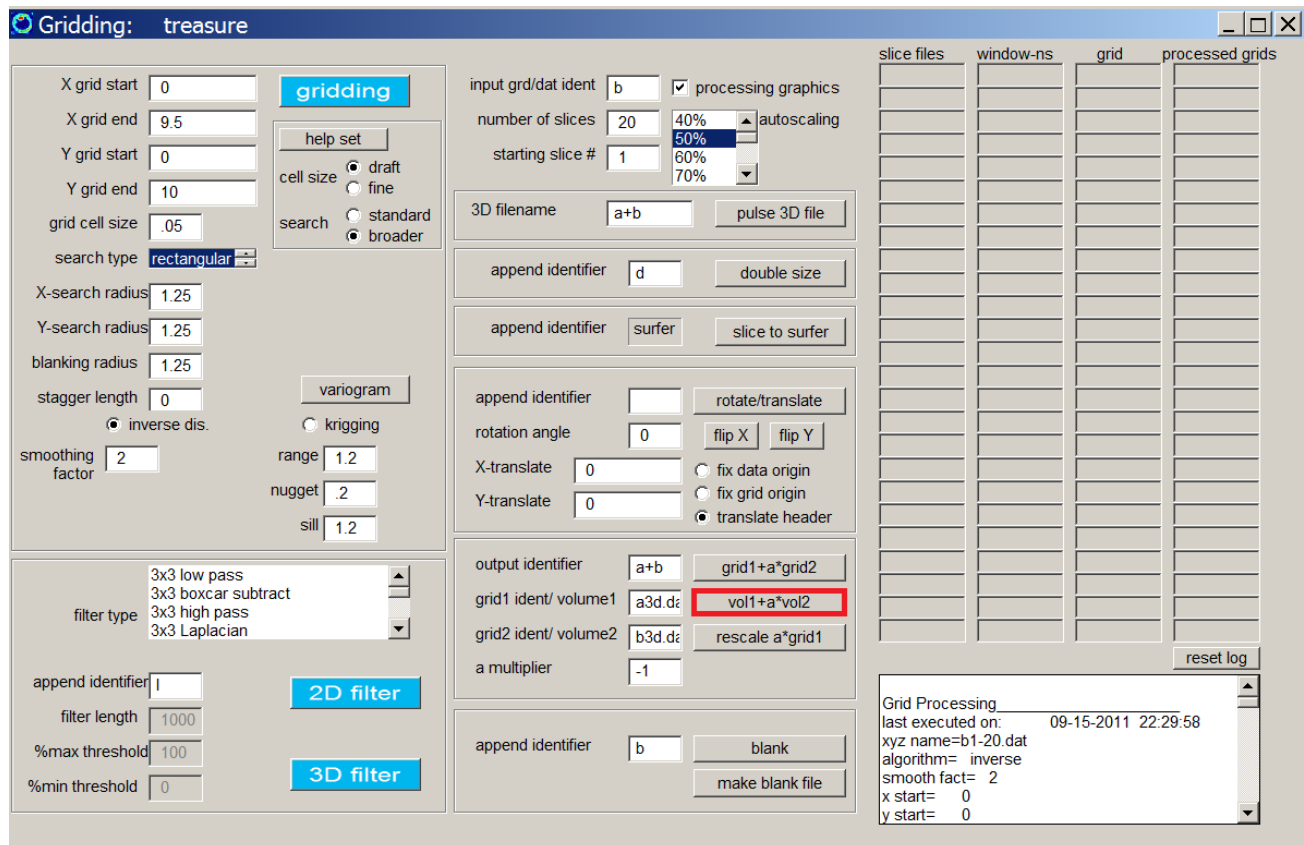 Gridding: treasure
X grid start 0
gridding
X grid end 9.5
Y grid start 0
Y grid end 10
grid cell size .05
search type rectangular
X-search radius 1.25
Y-search radius 1.25
blanking radius 1.25
stagger length 0
help set
cell size draft
fine
search standard
broader
variogram
inverse dis.
krigging
smoothing factor 2
range 1.2
nugget .2
sill 1.2
filter type
3x3 low pass
3x3 boxcar subtract
3x3 high pass
3x3 Laplacian
append identifier l
2D filter
filter length 1000
%max threshold 100
%min threshold 0
3D filter
input grd/dat ident b
processing graphics
number of slices 20
40%
50%
60%
70%
autoscaling
starting slice # 1
3D filename a+b pulse 3D file
append identifier d double size
append identifier surfer slice to surfer
append identifier rotate/translate
rotation angle 0 flip X flip Y
X-translate 0
Y-translate 0
fix data origin
fix grid origin
translate header
output identifier a+b grid1+a*grid2
grid1 ident/ volume1 a3d.da vol1+a*vol2
grid2 ident/ volume2 b3d.da rescale a*grid1
a multiplier -1
append identifier b blank
make blank file
slice files window-ns grid processed grids
reset log
Grid Processing____________________
last executed on: 09-15-2011 22:29:58
xyz name=b1-20.dat
algorithm= inverse
smooth fact= 2
x start= 0
y start= 0